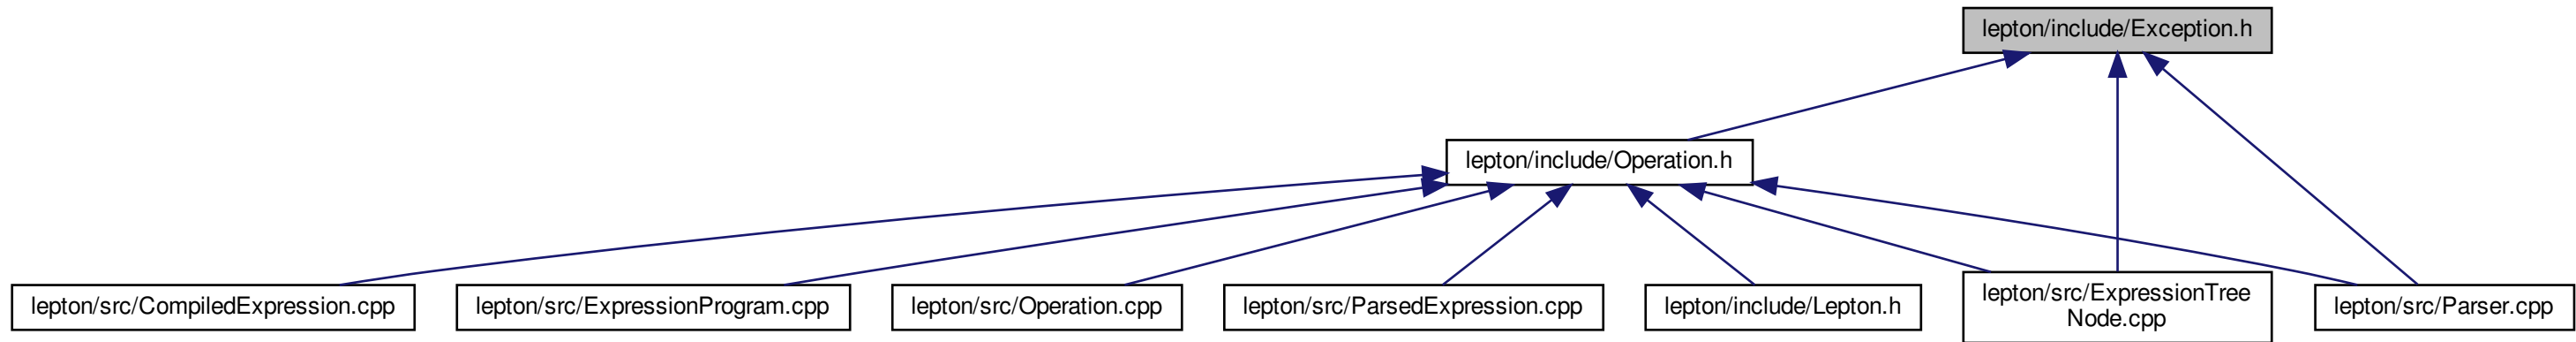 lepton/include/Exception.h
lepton/include/Operation.h
lepton/src/CompiledExpression.cpp
lepton/src/ExpressionProgram.cpp
lepton/src/Operation.cpp
lepton/src/ParsedExpression.cpp
lepton/include/Lepton.h
lepton/src/ExpressionTree
Node.cpp
lepton/src/Parser.cpp